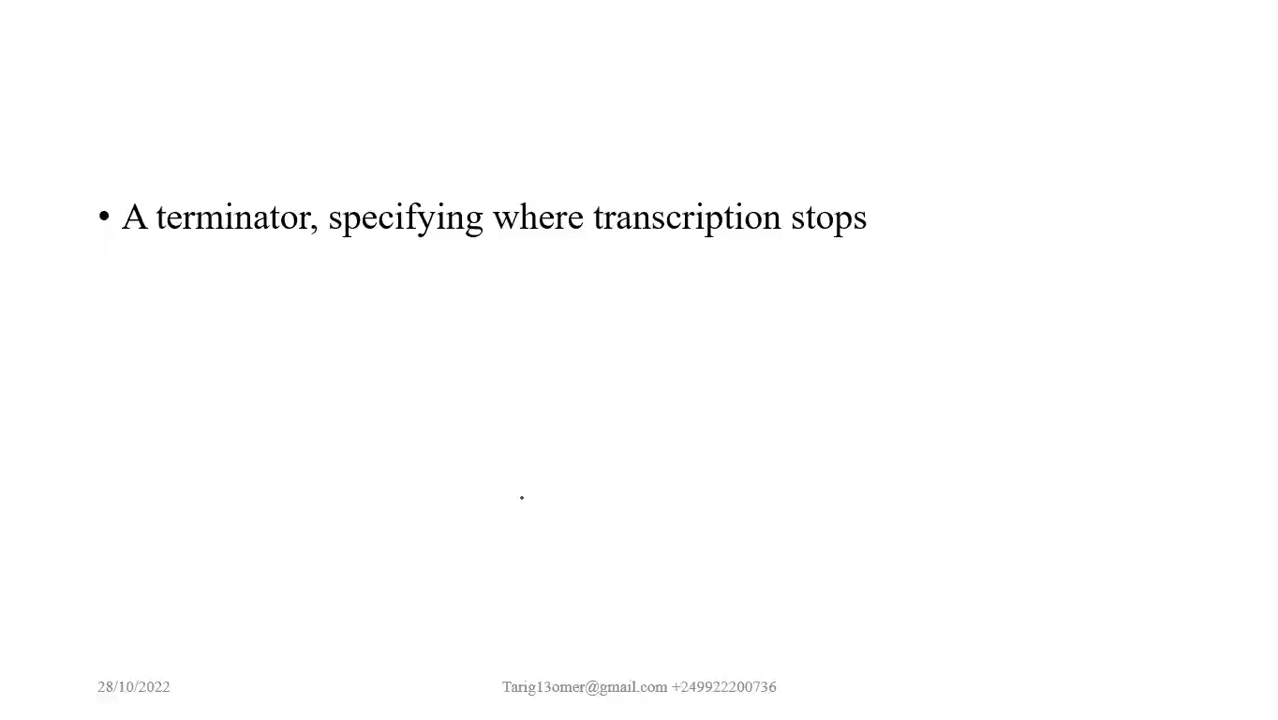 • A terminator, specifying where transcription stops
28/10/2022
Tarig13omer@gmail.com +249922200736